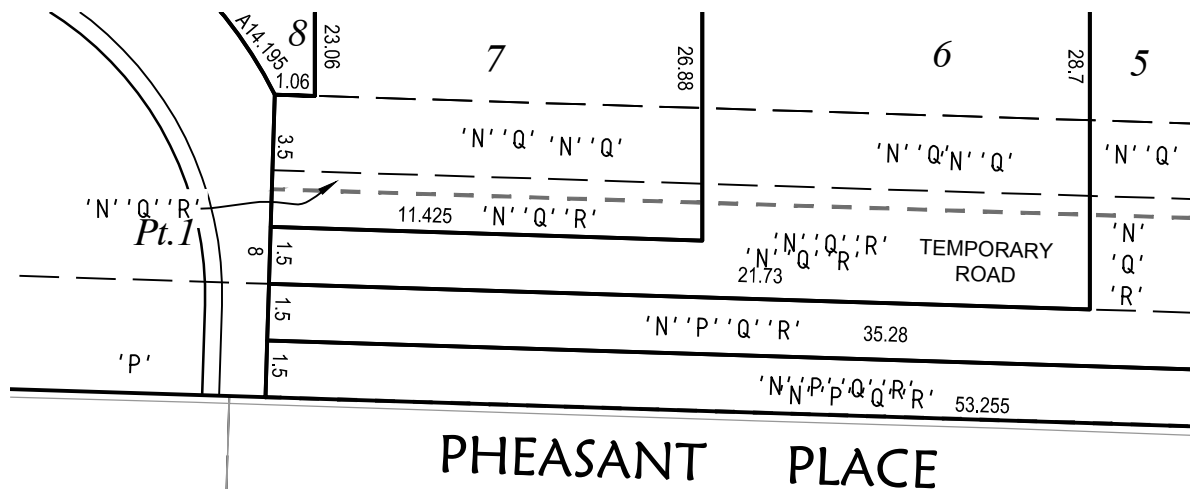 A14.195
8
23.06
7
26.88
6
28.7
5
1.06
3.5
'N''Q' 'N''Q'
'N''Q' 'N''Q'
'N''Q'
'N''Q''R'
Pt.1
11.425
'N''Q''R'
8
1.5
'N''Q''R'
'N''Q''R'
21.73
TEMPORARY
ROAD
'N'
'Q'
'R'
1.5
'N''P''Q''R'
35.28
'P'
1.5
'N''P''Q''R'
'N''P''Q''R'
53.255
PHEASANT PLACE